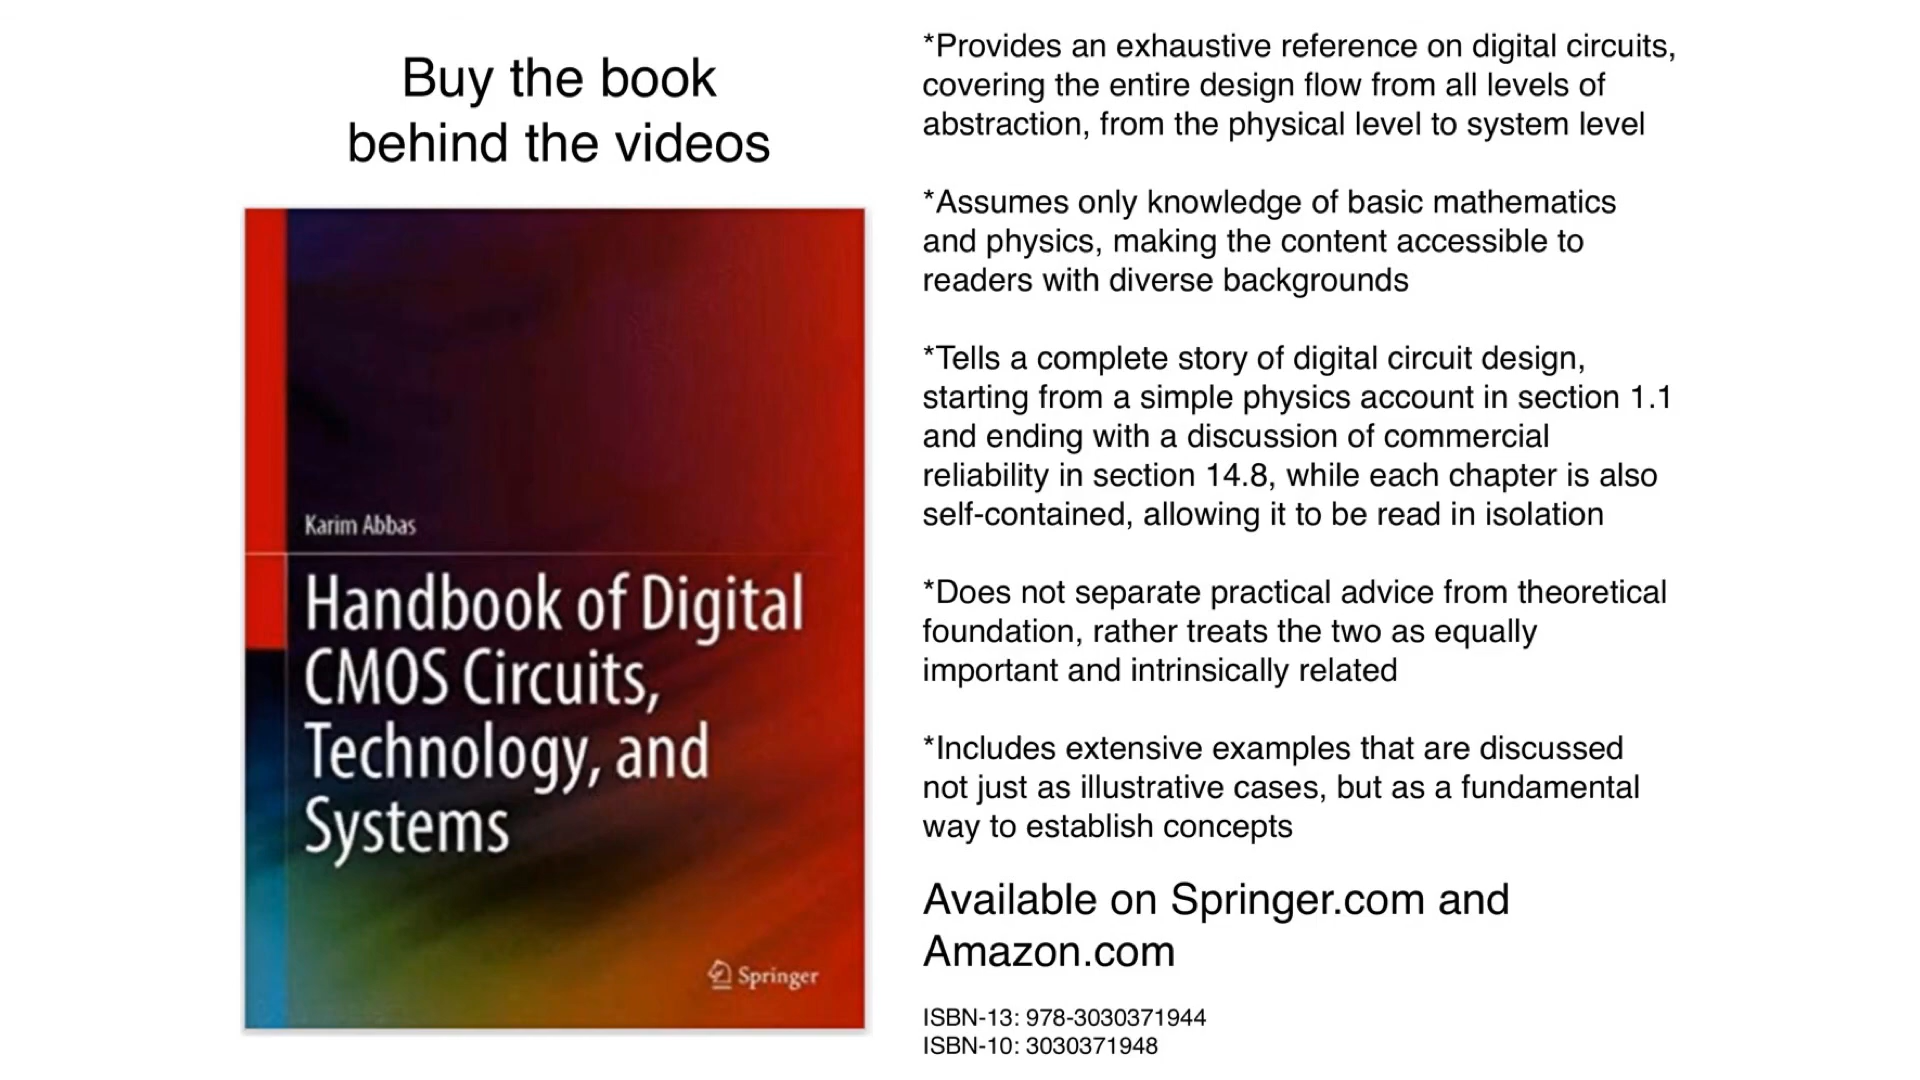 Buy the book
behind the videos
Karim Abbas
Handbook of Digital
CMOS Circuits,
Technology, and
Systems
Springer
*Provides an exhaustive reference on digital circuits,
covering the entire design flow from all levels of
abstraction, from the physical level to system level
*Assumes only knowledge of basic mathematics
and physics, making the content accessible to
readers with diverse backgrounds
*Tells a complete story of digital circuit design,
starting from a simple physics account in section 1.1
and ending with a discussion of commercial
reliability in section 14.8, while each chapter is also
self-contained, allowing it to be read in isolation
*Does not separate practical advice from theoretical
foundation, rather treats the two as equally
important and intrinsically related
*Includes extensive examples that are discussed
not just as illustrative cases, but as a fundamental
way to establish concepts
Available on Springer.com and
Amazon.com
ISBN-13: 978-3030371944
ISBN-10: 3030371948